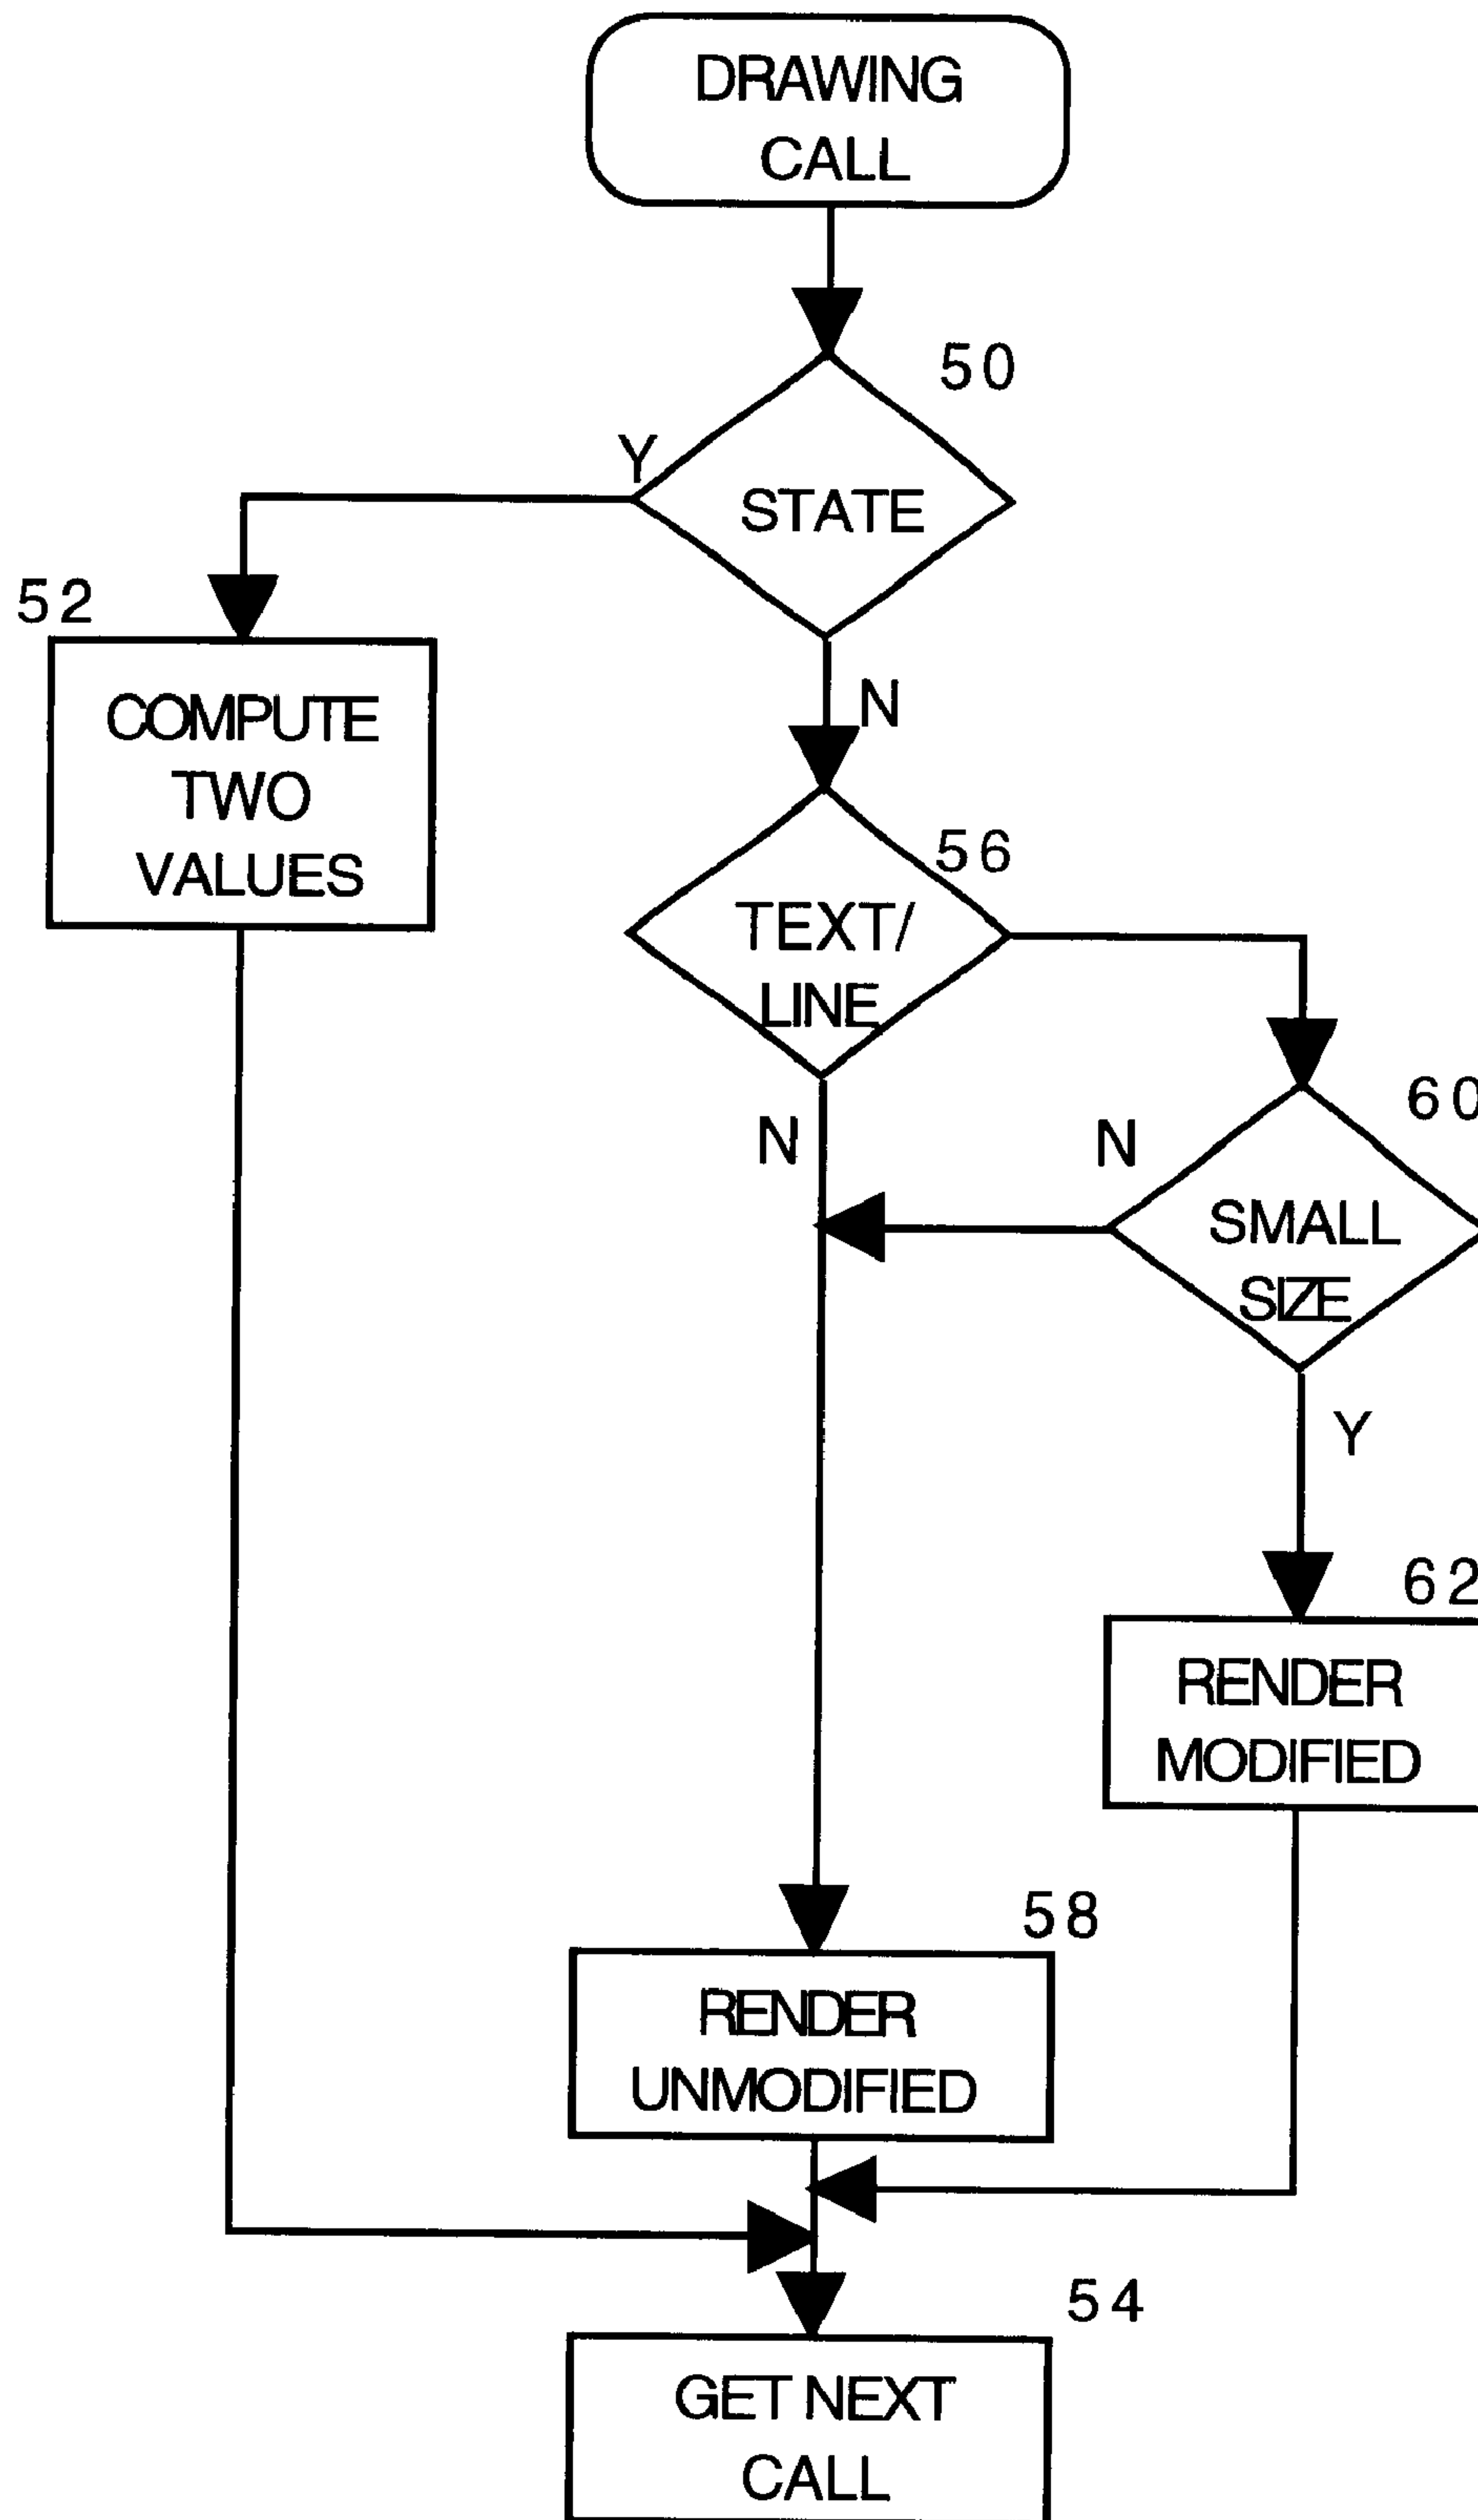 DRAWING
CALL
50
Y
STATE
52
N
COMPUTE
TWO
VALUES
56
TEXT/
LINE
60
N
N
SMALL
SIZE
Y
62
RENDER
MODIFIED
58
RENDER
UNMODIFIED
54
GET NEXT
CALL